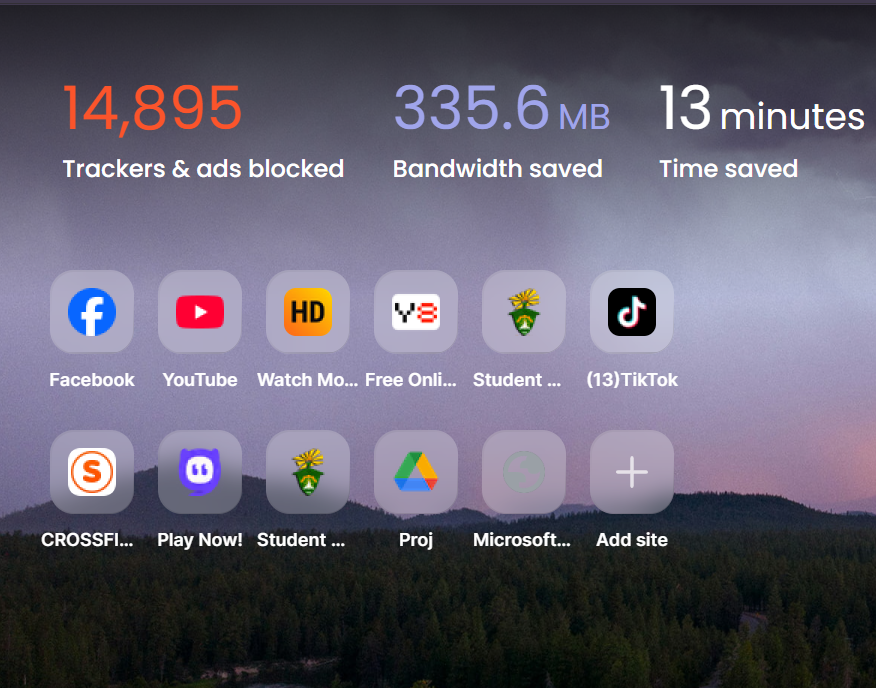 14,895
335.6 MB
13 minutes
Trackers & ads blocked
Bandwidth saved
Time saved
HD
Y8
Facebook
YouTube
Watch Mo...
Free Onli...
Student ...
(13)TikTok
S
CROSSFI...
Play Now!
Student ...
Proj
Microsoft...
Add site